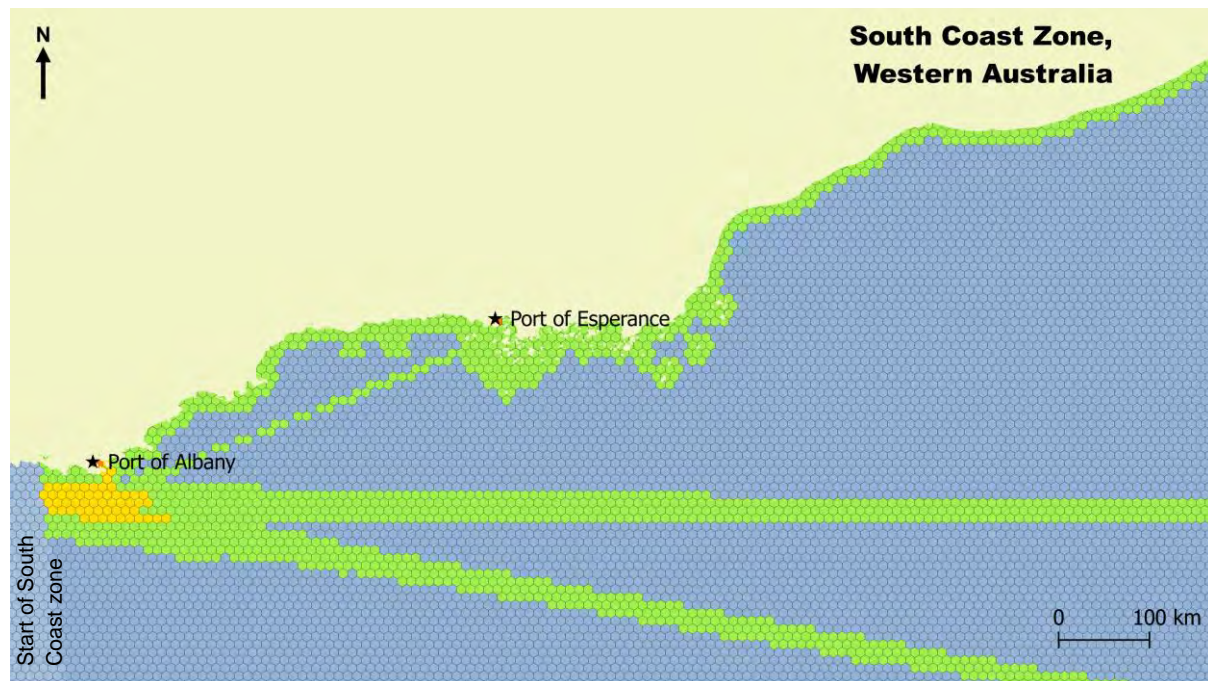 N
South Coast Zone,
Western Australia
Port of Esperance
Port of Albany
Start of South
Coast zone
0 100 km